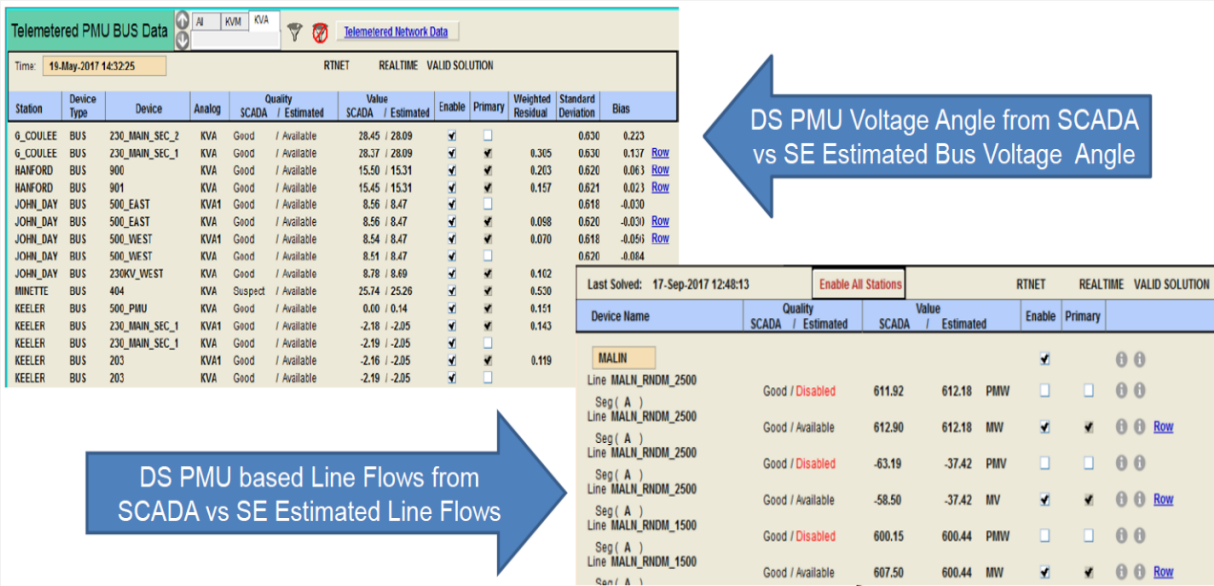 Telemetered PMU BUS Data AI KVM KVA Telemetered Network Data
Time: 19-May-2017 14:32:25 RTNET REALTIME VALID SOLUTION
Station Device Type Device Analog Quality SCADA / Estimated Value SCADA / Estimated Enable Primary Weighted Residual Standard Deviation Bias
G_COULEE BUS 230_MAIN_SEC_2 KVA Good / Available 28.45 / 28.09 0.630 0.223
G_COULEE BUS 230_MAIN_SEC_1 KVA Good / Available 28.37 / 28.09 0.305 0.630 0.137 Row
HANFORD BUS 900 KVA Good / Available 15.50 / 15.31 0.203 0.620 0.063 Row
HANFORD BUS 901 KVA Good / Available 15.45 / 15.31 0.157 0.621 0.023 Row
JOHN_DAY BUS 500_EAST KVA1 Good / Available 8.56 / 8.47 0.618 -0.030
JOHN_DAY BUS 500_EAST KVA Good / Available 8.56 / 8.47 0.098 0.620 -0.030 Row
JOHN_DAY BUS 500_WEST KVA1 Good / Available 8.54 / 8.47 0.070 0.618 -0.056 Row
JOHN_DAY BUS 500_WEST KVA Good / Available 8.51 / 8.47 0.620 -0.084
JOHN_DAY BUS 230KV_WEST KVA Good / Available 8.78 / 8.69 0.102
MINETTE BUS 404 KVA Suspect / Available 25.74 / 25.26 0.530
KEELER BUS 500_PMU KVA Good / Available 0.00 / 0.14 0.151
KEELER BUS 230_MAIN_SEC_1 KVA1 Good / Available -2.18 / -2.05 0.143
KEELER BUS 230_MAIN_SEC_1 KVA Good / Available -2.19 / -2.05
KEELER BUS 203 KVA1 Good / Available -2.16 / -2.05 0.119
KEELER BUS 203 KVA Good / Available -2.19 / -2.05
DS PMU Voltage Angle from SCADA
vs SE Estimated Bus Voltage Angle
Last Solved: 17-Sep-2017 12:48:13 Enable All Stations RTNET REALTIME VALID SOLUTION
Device Name Quality SCADA / Estimated Value SCADA / Estimated Enable Primary
MALIN
Line MALN_RNDM_2500
Good / Disabled 611.92 612.18 PMW
Seg ( A )
Line MALN_RNDM_2500
Good / Available 612.90 612.18 MW Row
Seg ( A )
Line MALN_RNDM_2500
Good / Disabled -63.19 -37.42 PMV
Seg ( A )
Line MALN_RNDM_2500
Good / Available -58.50 -37.42 MV Row
Seg ( A )
Line MALN_RNDM_1500
Good / Disabled 600.15 600.44 PMW
Seg ( A )
Line MALN_RNDM_1500
Good / Available 607.50 600.44 MW Row
Seg ( A )
DS PMU based Line Flows from
SCADA vs SE Estimated Line Flows